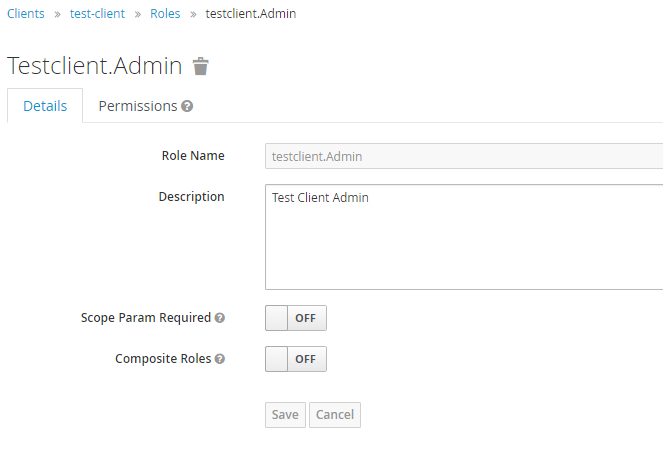 Clients » test-client » Roles » testclient.Admin
Testclient.Admin
Details Permissions ?
Role Name testclient.Admin
Description Test Client Admin
Scope Param Required ? OFF
Composite Roles ? OFF
Save Cancel